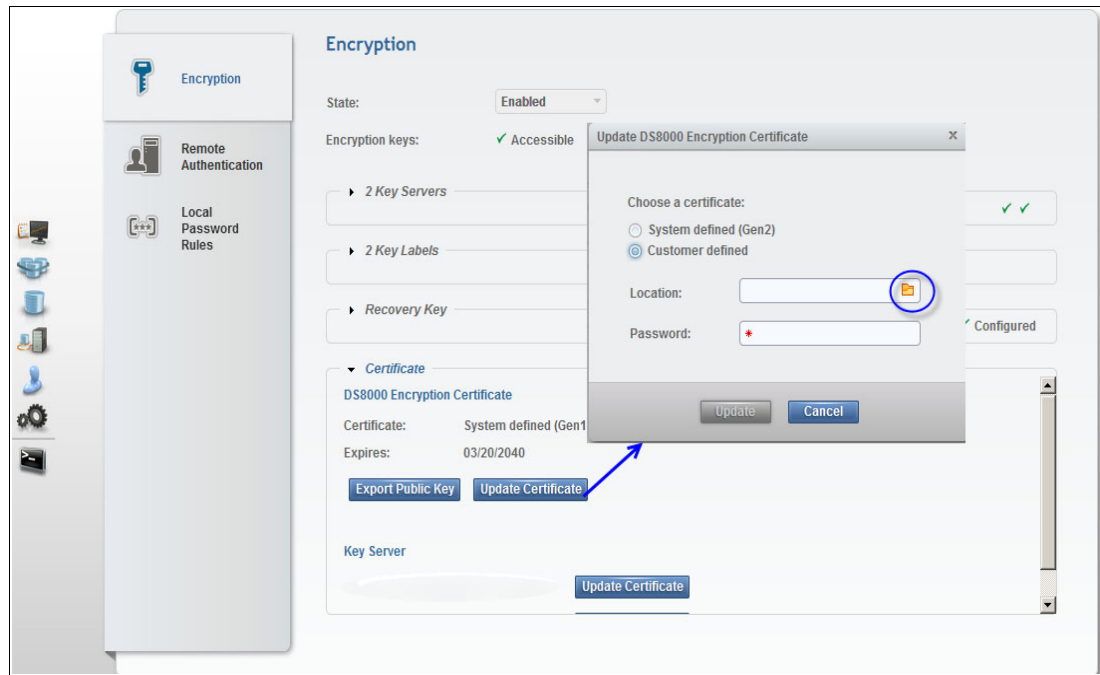 Encryption
Encryption
Remote
Authentication
Local
Password
Rules
State:
Enabled
Encryption keys:
✓ Accessible
2 Key Servers
✓ ✓
2 Key Labels
Recovery Key
✓ Configured
Certificate
DS8000 Encryption Certificate
Certificate:
System defined (Gen1
Expires:
03/20/2040
Export Public Key
Update Certificate
Key Server
Update Certificate
Update DS8000 Encryption Certificate
x
Choose a certificate:
System defined (Gen2)
Customer defined
Location:
Password:
*
Update
Cancel